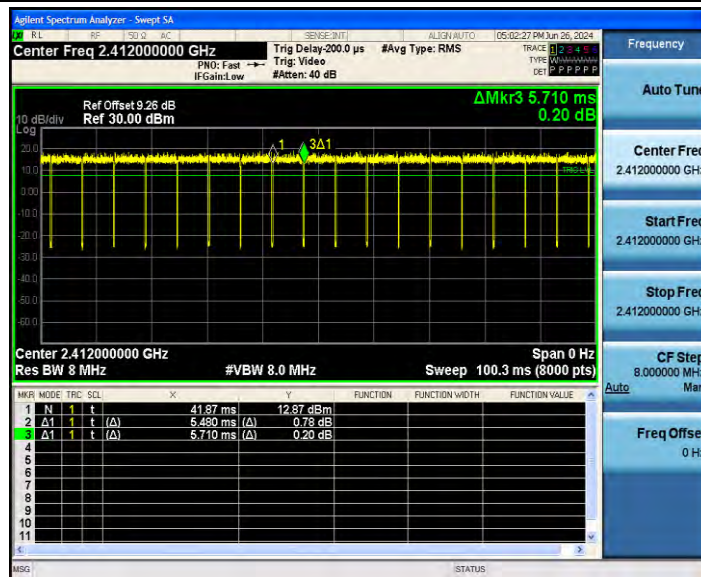 Agilent Spectrum Analyzer - Swept SA
RL RF 50 Ω AC SENSE:INT ALIGN AUTO 05:02:27 PM Jun 26, 2024
Center Freq 2.412000000 GHz
PNO: Fast
IFGain:Low
Trig Delay-200.0 µs
Trig: Video
#Atten: 40 dB
#Avg Type: RMS
TRACE 1 2 3 4 5 6
TYPE
DET P P P P P P
Frequency
Auto Tune
ΔMkr3 5.710 ms
0.20 dB
Ref Offset 9.26 dB
10 dB/div Ref 30.00 dBm
Log
1 3Δ1
20.0
10.0
TRIG LVL
0.00
-10.0
-20.0
-30.0
-40.0
-50.0
-60.0
Center 2.412000000 GHz Span 0 Hz
Res BW 8 MHz #VBW 8.0 MHz Sweep 100.3 ms (8000 pts)
Center Freq
2.412000000 GHz
Start Freq
2.412000000 GHz
Stop Freq
2.412000000 GHz
CF Step
8.000000 MHz
Auto Man
Freq Offset
0 Hz
MKR MODE TRC SCL X Y FUNCTION FUNCTION WIDTH FUNCTION VALUE
1 N 1 t 41.87 ms 12.87 dBm
2 Δ1 1 t (Δ) 5.480 ms (Δ) 0.78 dB
3 Δ1 1 t (Δ) 5.710 ms (Δ) 0.20 dB
4
5
6
7
8
9
10
11
MSG STATUS